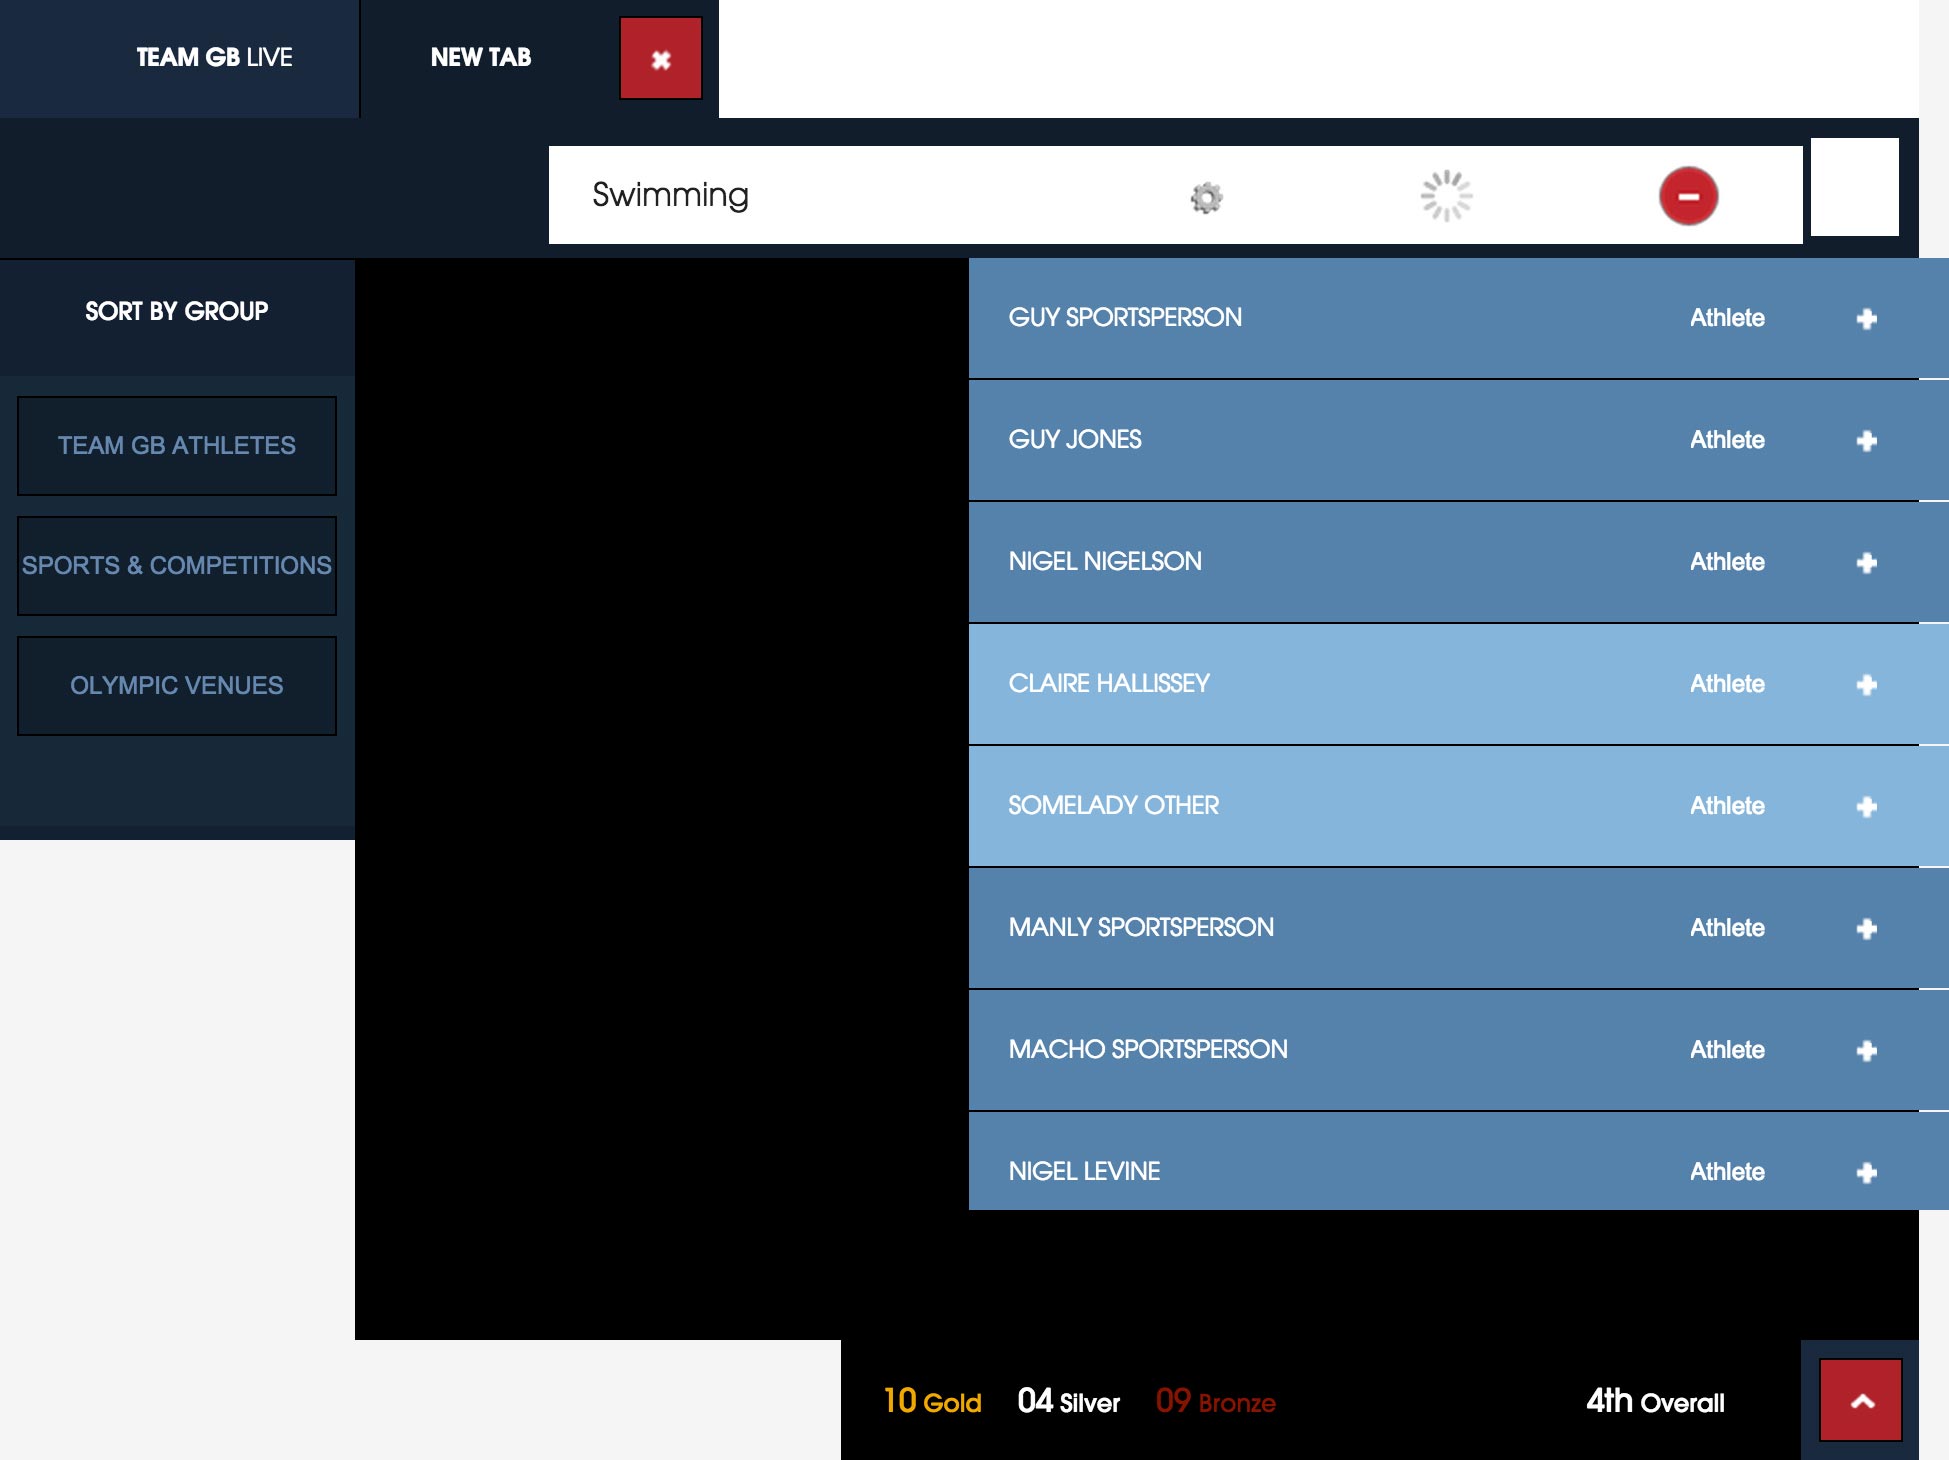 TEAM GB LIVE
NEW TAB
Swimming
SORT BY GROUP
TEAM GB ATHLETES
SPORTS & COMPETITIONS
OLYMPIC VENUES
GUY SPORTSPERSON Athlete
GUY JONES Athlete
NIGEL NIGELSON Athlete
CLAIRE HALLISSEY Athlete
SOMELADY OTHER Athlete
MANLY SPORTSPERSON Athlete
MACHO SPORTSPERSON Athlete
NIGEL LEVINE Athlete
10 Gold 04 Silver 09 Bronze 4th Overall